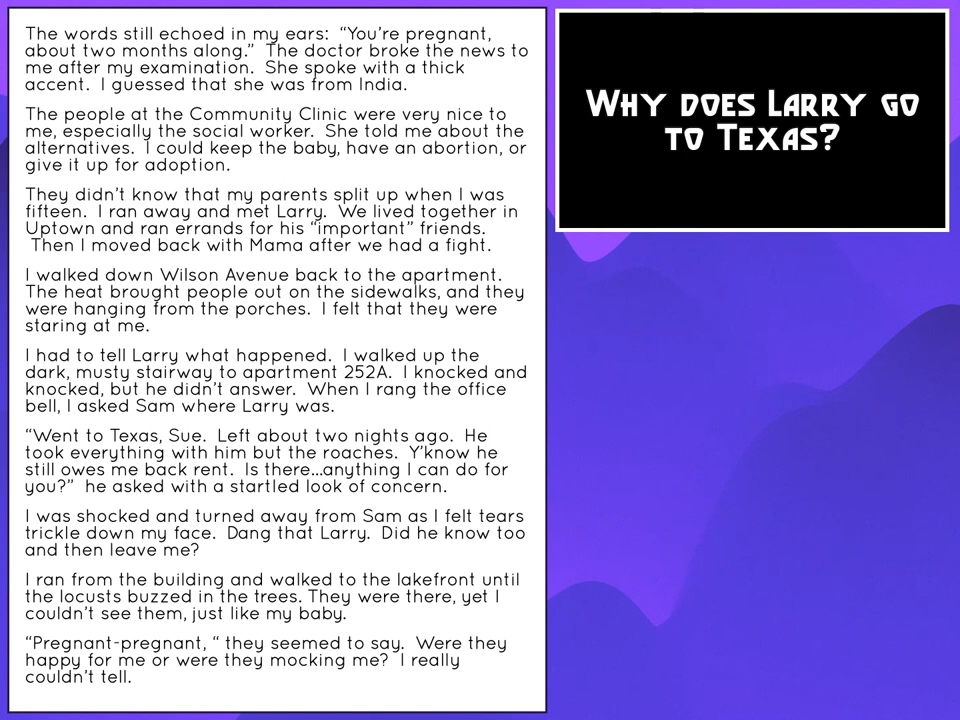 The words still echoed in my ears:  “You’re pregnant,
about two months along.”  The doctor broke the news to
me after my examination.  She spoke with a thick
accent.  I guessed that she was from India.
The people at the Community Clinic were very nice to
me, especially the social worker.  She told me about the
alternatives.  I could keep the baby, have an abortion, or
give it up for adoption.
They didn’t know that my parents split up when I was
fifteen.  I ran away and met Larry.  We lived together in
Uptown and ran errands for his “important” friends.
Then I moved back with Mama after we had a fight.
I walked down Wilson Avenue back to the apartment.
The heat brought people out on the sidewalks, and they
were hanging from the porches.  I felt that they were
staring at me.
I had to tell Larry what happened.  I walked up the
dark, musty stairway to apartment 252A.  I knocked and
knocked, but he didn’t answer.  When I rang the office
bell, I asked Sam where Larry was.
“Went to Texas, Sue.  Left about two nights ago.  He
took everything with him but the roaches.  Y’know he
still owes me back rent.  Is there...anything I can do for
you?”  he asked with a startled look of concern.
I was shocked and turned away from Sam as I felt tears
trickle down my face.  Dang that Larry.  Did he know too
and then leave me?
I ran from the building and walked to the lakefront until
the locusts buzzed in the trees. They were there, yet I
couldn’t see them, just like my baby.
“Pregnant-pregnant, “ they seemed to say.  Were they
happy for me or were they mocking me?  I really
couldn’t tell.
Why does Larry go
to Texas?